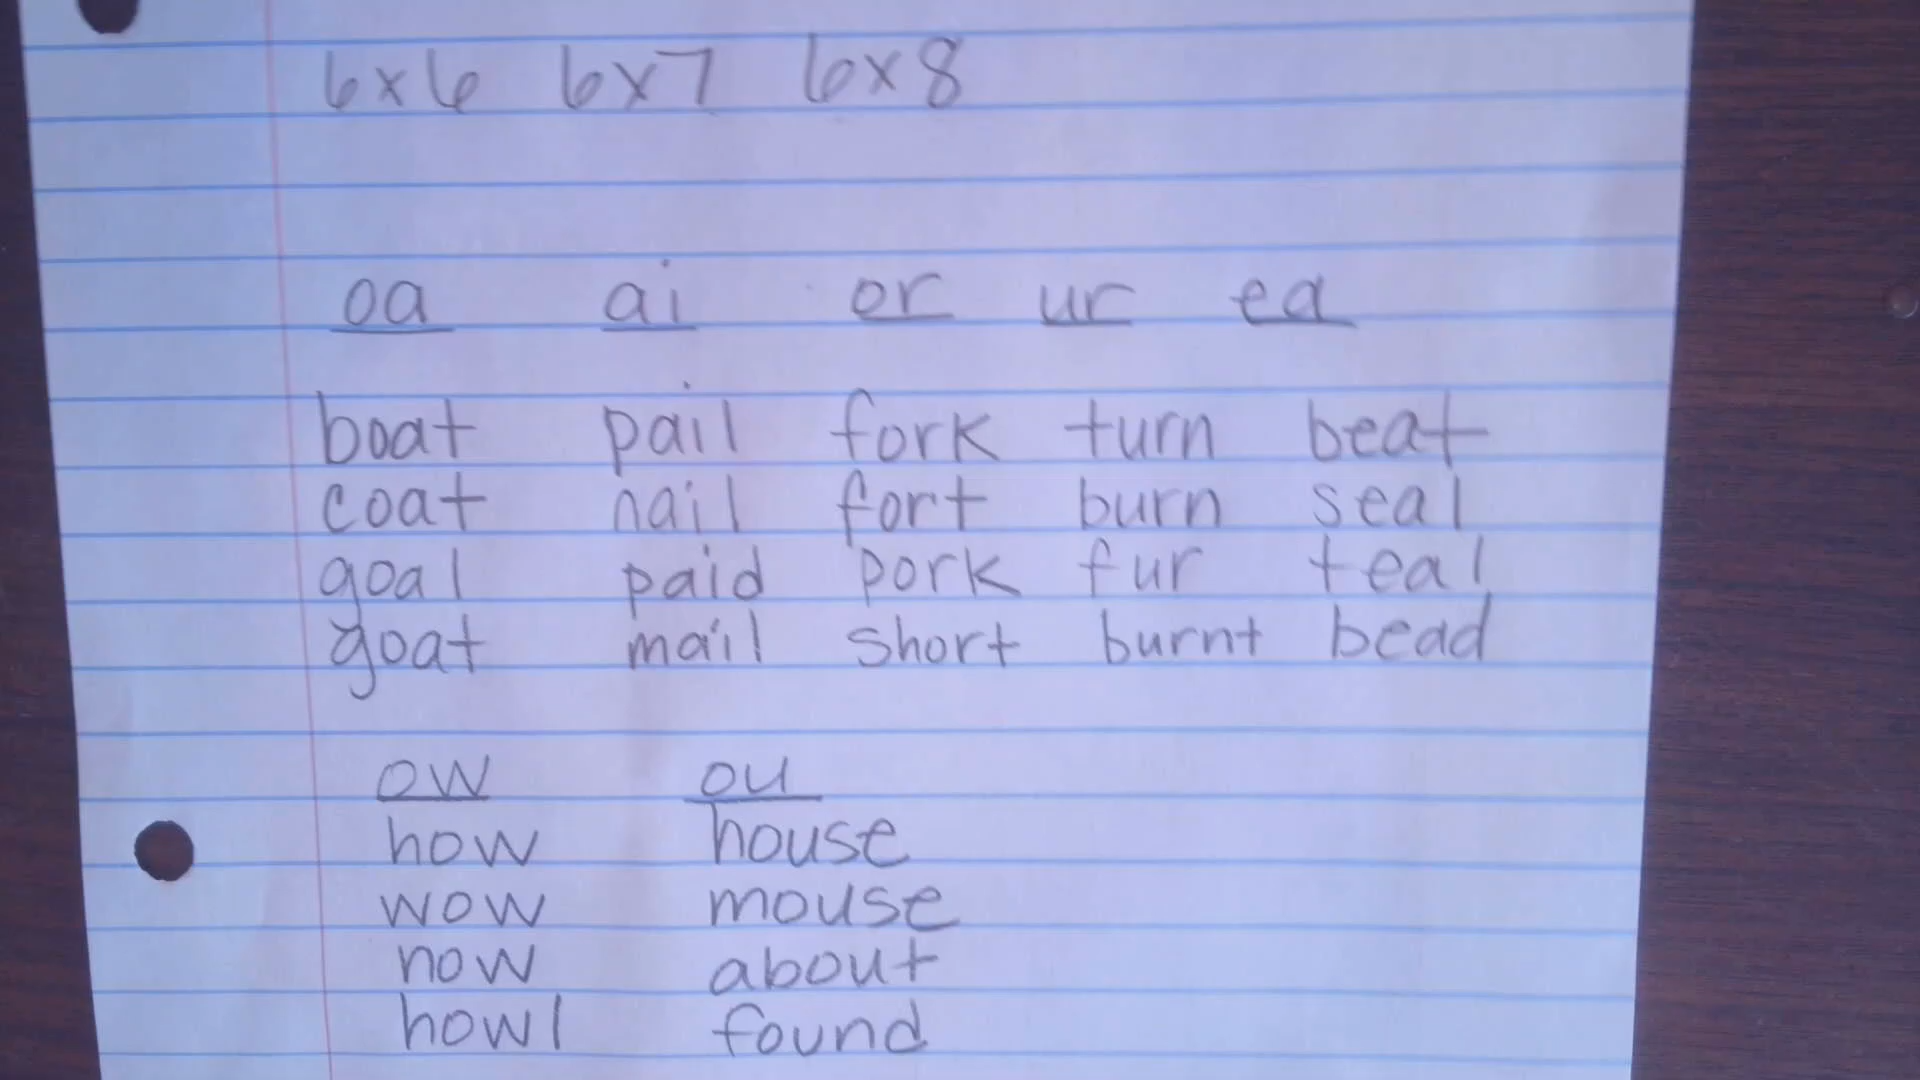 6x6 6x7 6x8
oa ai or ur ea
boat pail fork turn beat
coat nail fort burn seal
goal paid pork fur teal
goat mail short burnt bead
ow ou
how house
wow mouse
now about
howl found